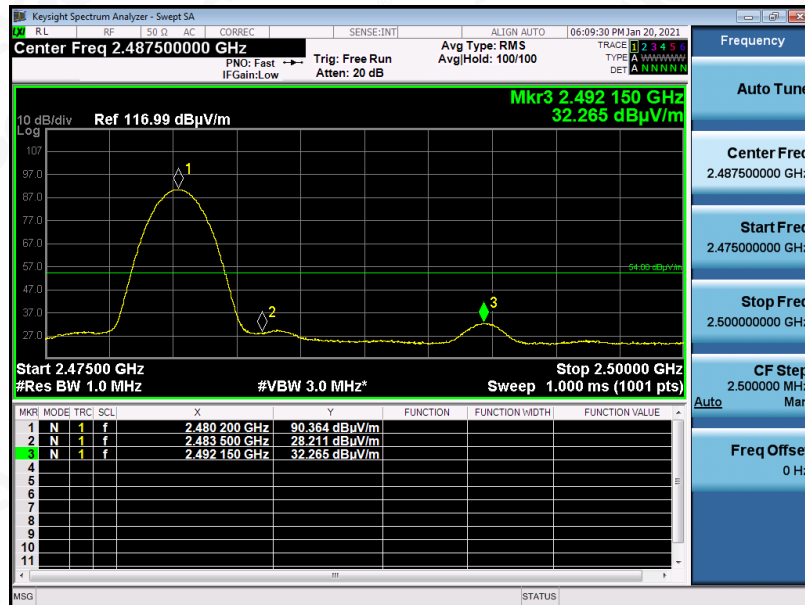 Keysight Spectrum Analyzer - Swept SA
LXI RL RF 50 Ω AC CORREC SENSE:INT ALIGN AUTO 06:09:30 PM Jan 20, 2021
Center Freq 2.487500000 GHz
PNO: Fast
IFGain:Low
Trig: Free Run
Atten: 20 dB
Avg Type: RMS
Avg|Hold: 100/100
TRACE 1 2 3 4 5 6
TYPE A WWWWW
DET A N N N N N
Mkr3 2.492 150 GHz
32.265 dBµV/m
10 dB/div Ref 116.99 dBµV/m
Log
107
97.0
87.0
77.0
67.0
57.0
47.0
37.0
27.0
1
2
3
54.00 dBµV/m
Start 2.47500 GHz Stop 2.50000 GHz
#Res BW 1.0 MHz #VBW 3.0 MHz* Sweep 1.000 ms (1001 pts)
MKR MODE TRC SCL X Y FUNCTION FUNCTION WIDTH FUNCTION VALUE
1 N 1 f 2.480 200 GHz 90.364 dBµV/m
2 N 1 f 2.483 500 GHz 28.211 dBµV/m
3 N 1 f 2.492 150 GHz 32.265 dBµV/m
4
5
6
7
8
9
10
11
MSG STATUS
Frequency
Auto Tune
Center Freq
2.487500000 GHz
Start Freq
2.475000000 GHz
Stop Freq
2.500000000 GHz
CF Step
2.500000 MHz
Auto Man
Freq Offset
0 Hz